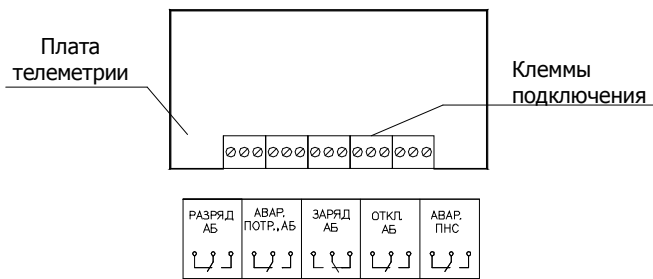 Плата
телеметрии
Клеммы
подключения
РАЗРЯД
АБ
АВАР.
ПОТР.,АБ
ЗАРЯД
АБ
ОТКЛ.
АБ
АВАР.
ПНС